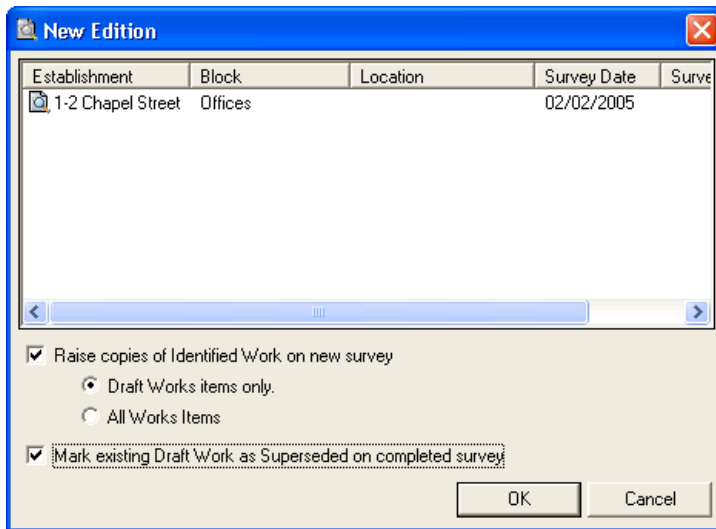 New Edition
Establishment Block Location Survey Date Surve
1-2 Chapel Street Offices 02/02/2005
Raise copies of Identified Work on new survey
Draft Works items only.
All Works Items
Mark existing Draft Work as Superseded on completed survey
OK Cancel